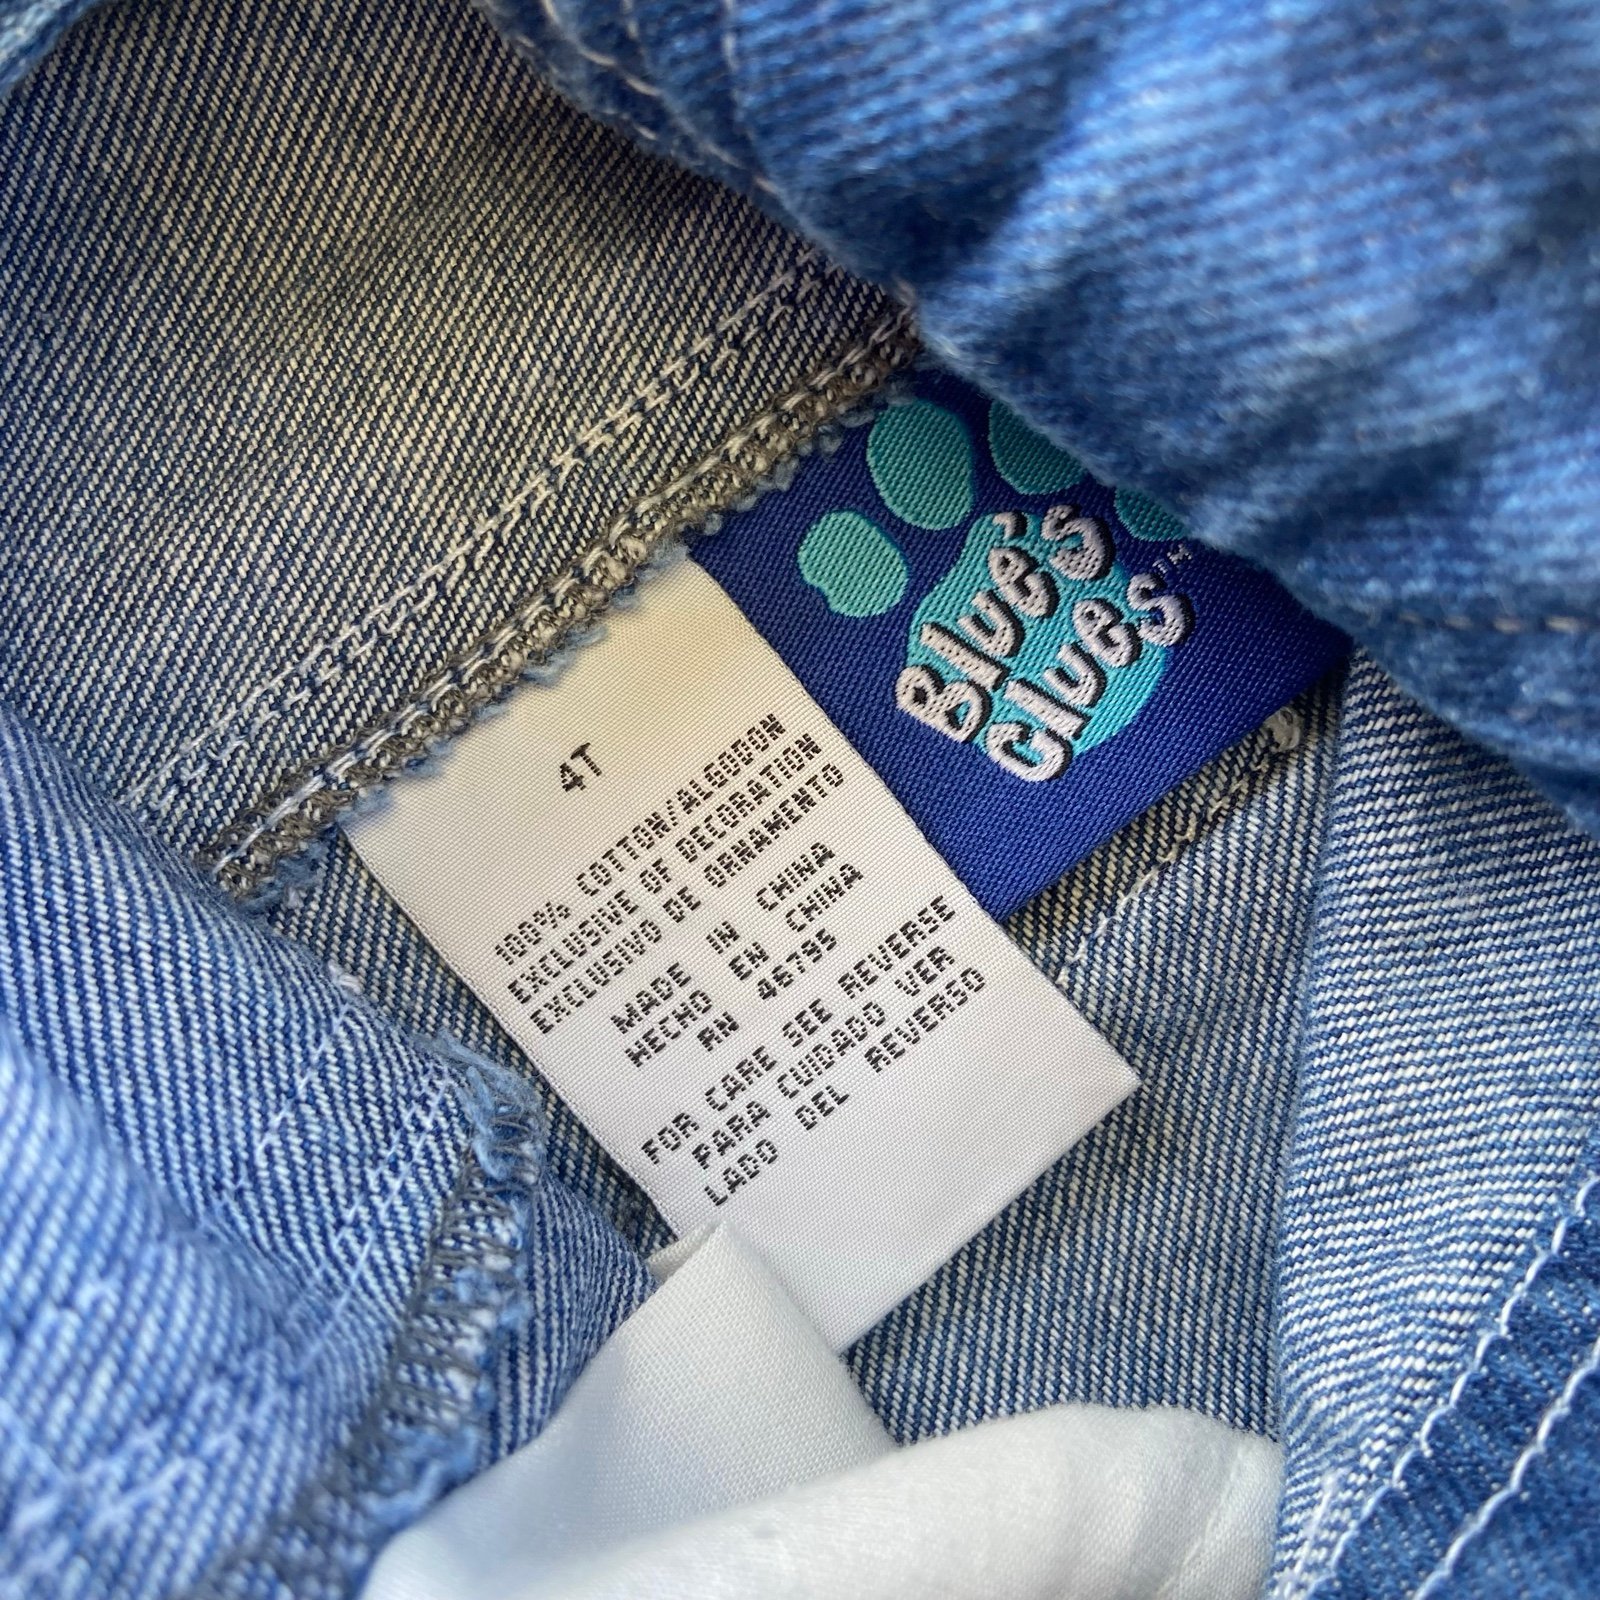 Blue's
Clues
4T
100% COTTON/ALGODON
EXCLUSIVE OF DECORATION
EXCLUSIVO DE ORNAMENTO
MADE IN CHINA
HECHO EN CHINA
RN 46795
FOR CARE SEE REVERSE
PARA CUIDADO VER
LADO DEL REVERSO